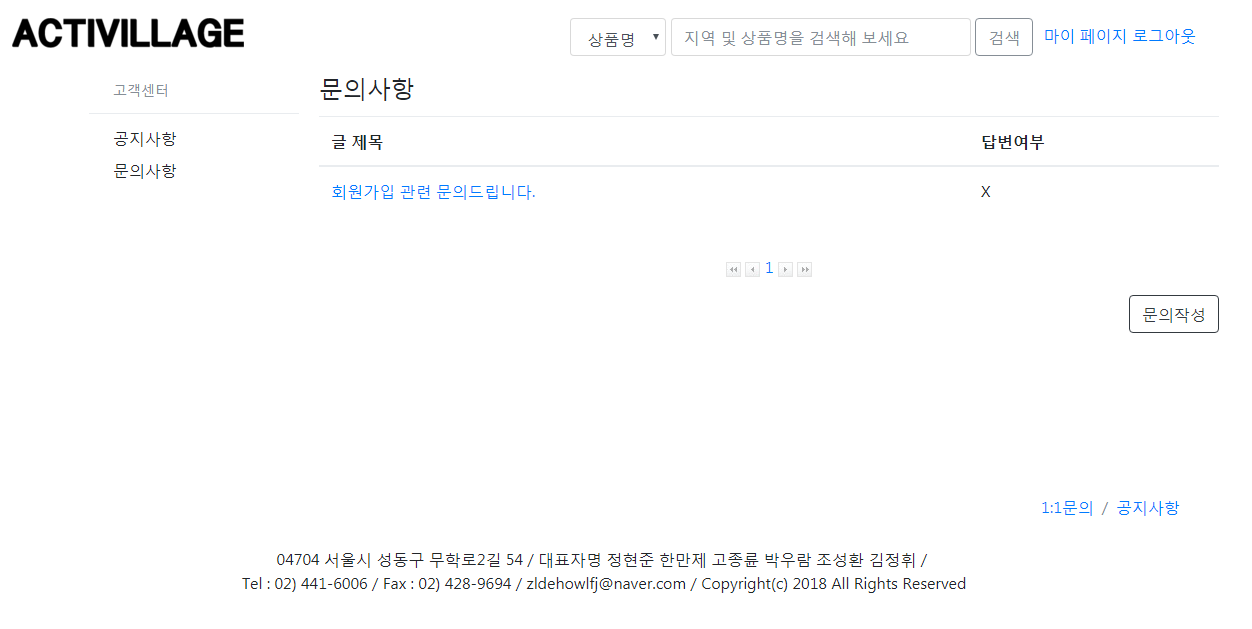 ACTIVILLAGE
상품명 지역 및 상품명을 검색해 보세요 검색 마이 페이지 로그아웃
고객센터
공지사항
문의사항
문의사항
글 제목 답변여부
회원가입 관련 문의드립니다. X
1
문의작성
1:1문의 / 공지사항
04704 서울시 성동구 무학로2길 54 / 대표자명 정현준 한만제 고종륜 박우람 조성환 김정휘 /
Tel : 02) 441-6006 / Fax : 02) 428-9694 / zldehowlfj@naver.com / Copyright(c) 2018 All Rights Reserved